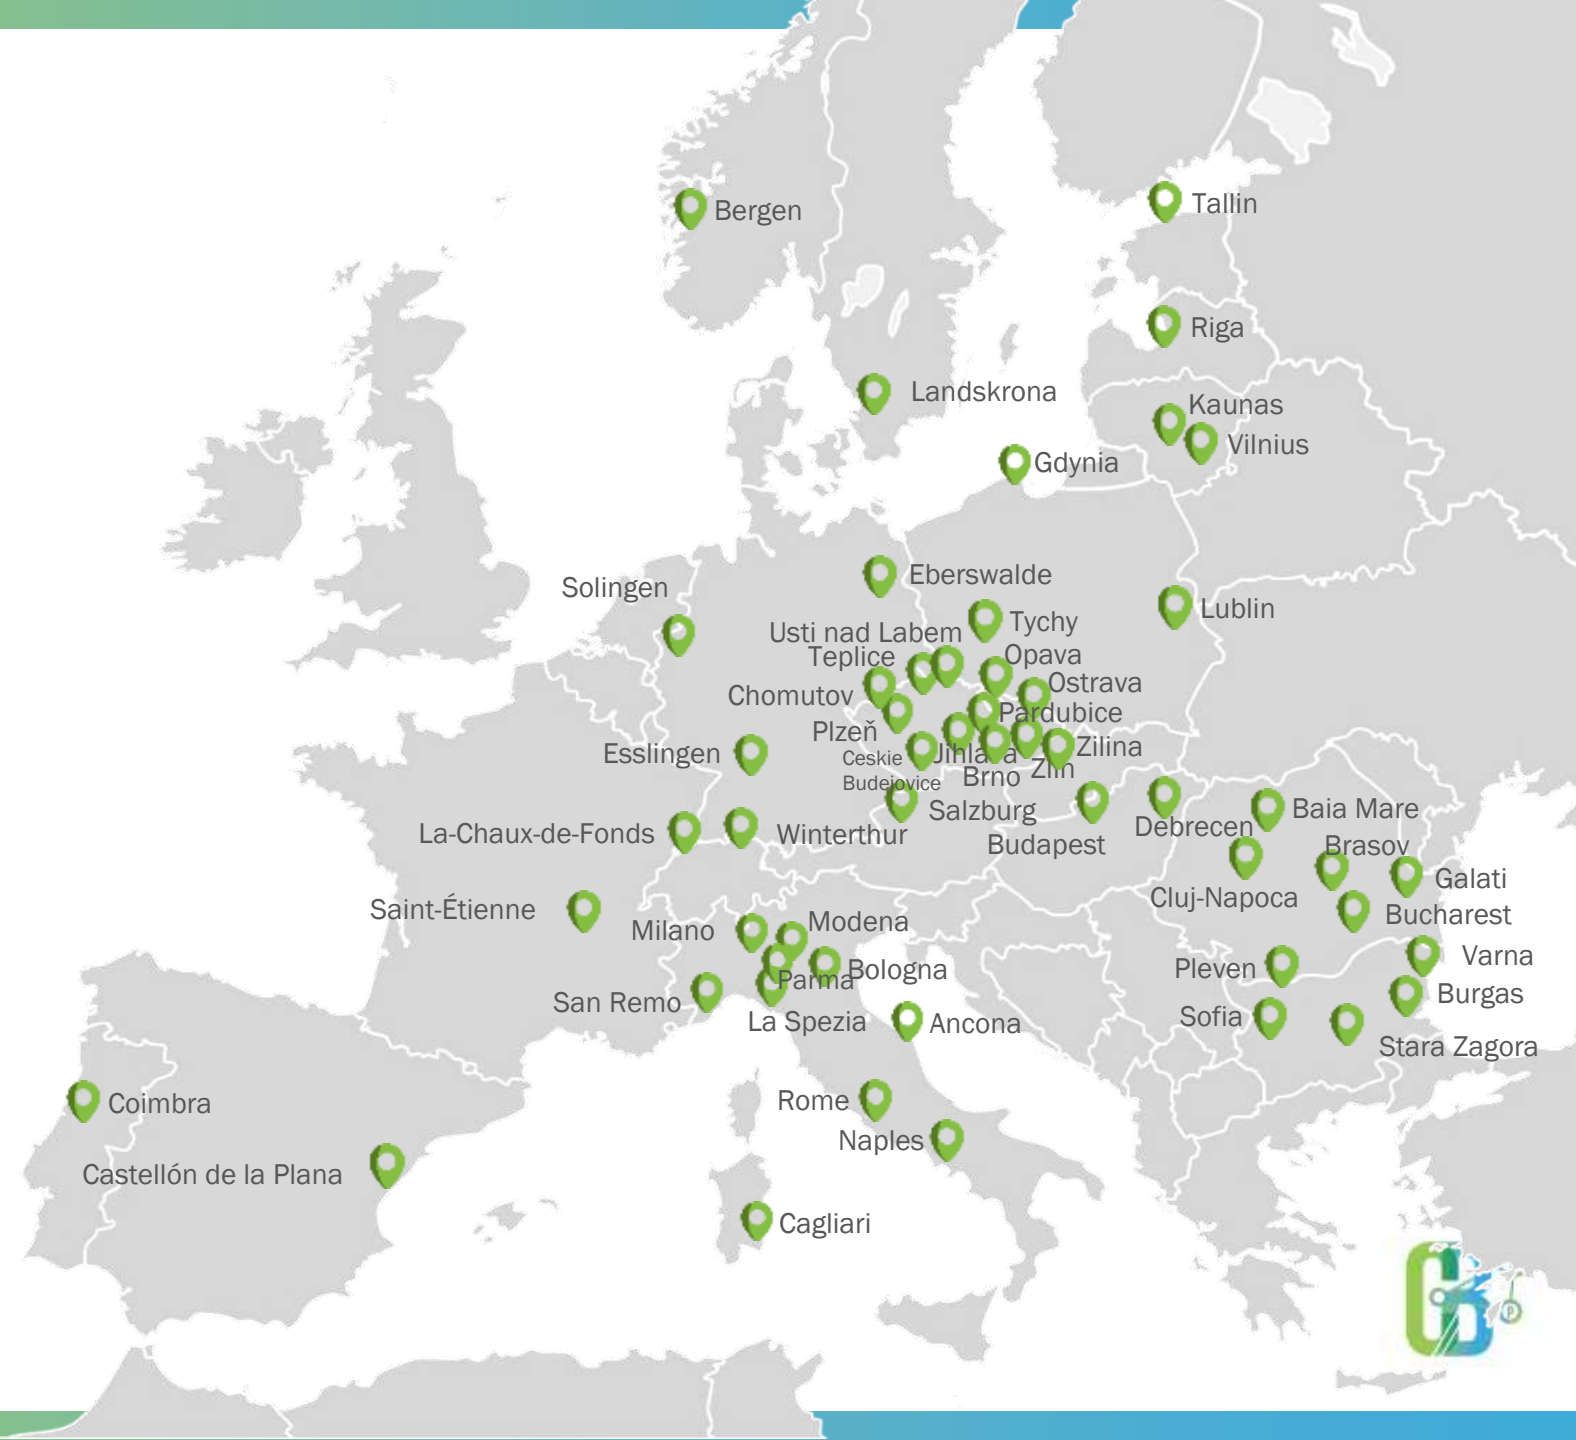 Tallin
Bergen
Riga
Landskrona
Kaunas
Vilnius
Gdynia
Eberswalde
Solingen
Lublin
Tychy
Usti nad Labem
Opava
Teplice
Ostrava
Chomutov
Pardubice
Plzeň
Zilina
Esslingen
Jihlava
Ceskie
Budejovice
Zlin
Brno
Baia Mare
Salzburg
Debrecen
La-Chaux-de-Fonds
Winterthur
Budapest
Brasov
Galati
Cluj-Napoca
Saint-Étienne
Bucharest
Modena
Milano
Varna
Pleven
Bologna
Parma
Burgas
San Remo
Sofia
La Spezia
Ancona
Stara Zagora
Rome
Coimbra
Naples
Castellón de la Plana
Cagliari